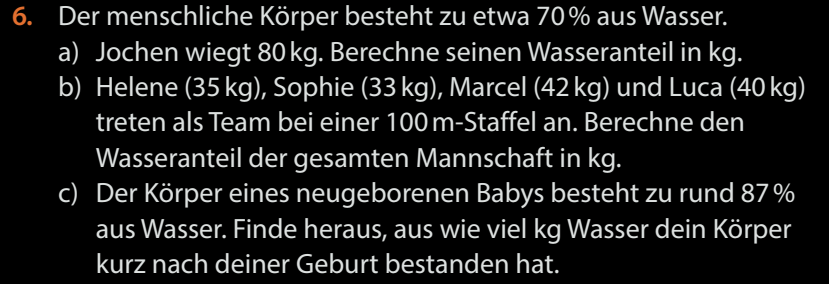 6. Der menschliche Körper besteht zu etwa 70 % aus Wasser.
a) Jochen wiegt 80 kg. Berechne seinen Wasseranteil in kg.
b) Helene (35 kg), Sophie (33 kg), Marcel (42 kg) und Luca (40 kg)
treten als Team bei einer 100 m-Staffel an. Berechne den
Wasseranteil der gesamten Mannschaft in kg.
c) Der Körper eines neugeborenen Babys besteht zu rund 87 %
aus Wasser. Finde heraus, aus wie viel kg Wasser dein Körper
kurz nach deiner Geburt bestanden hat.